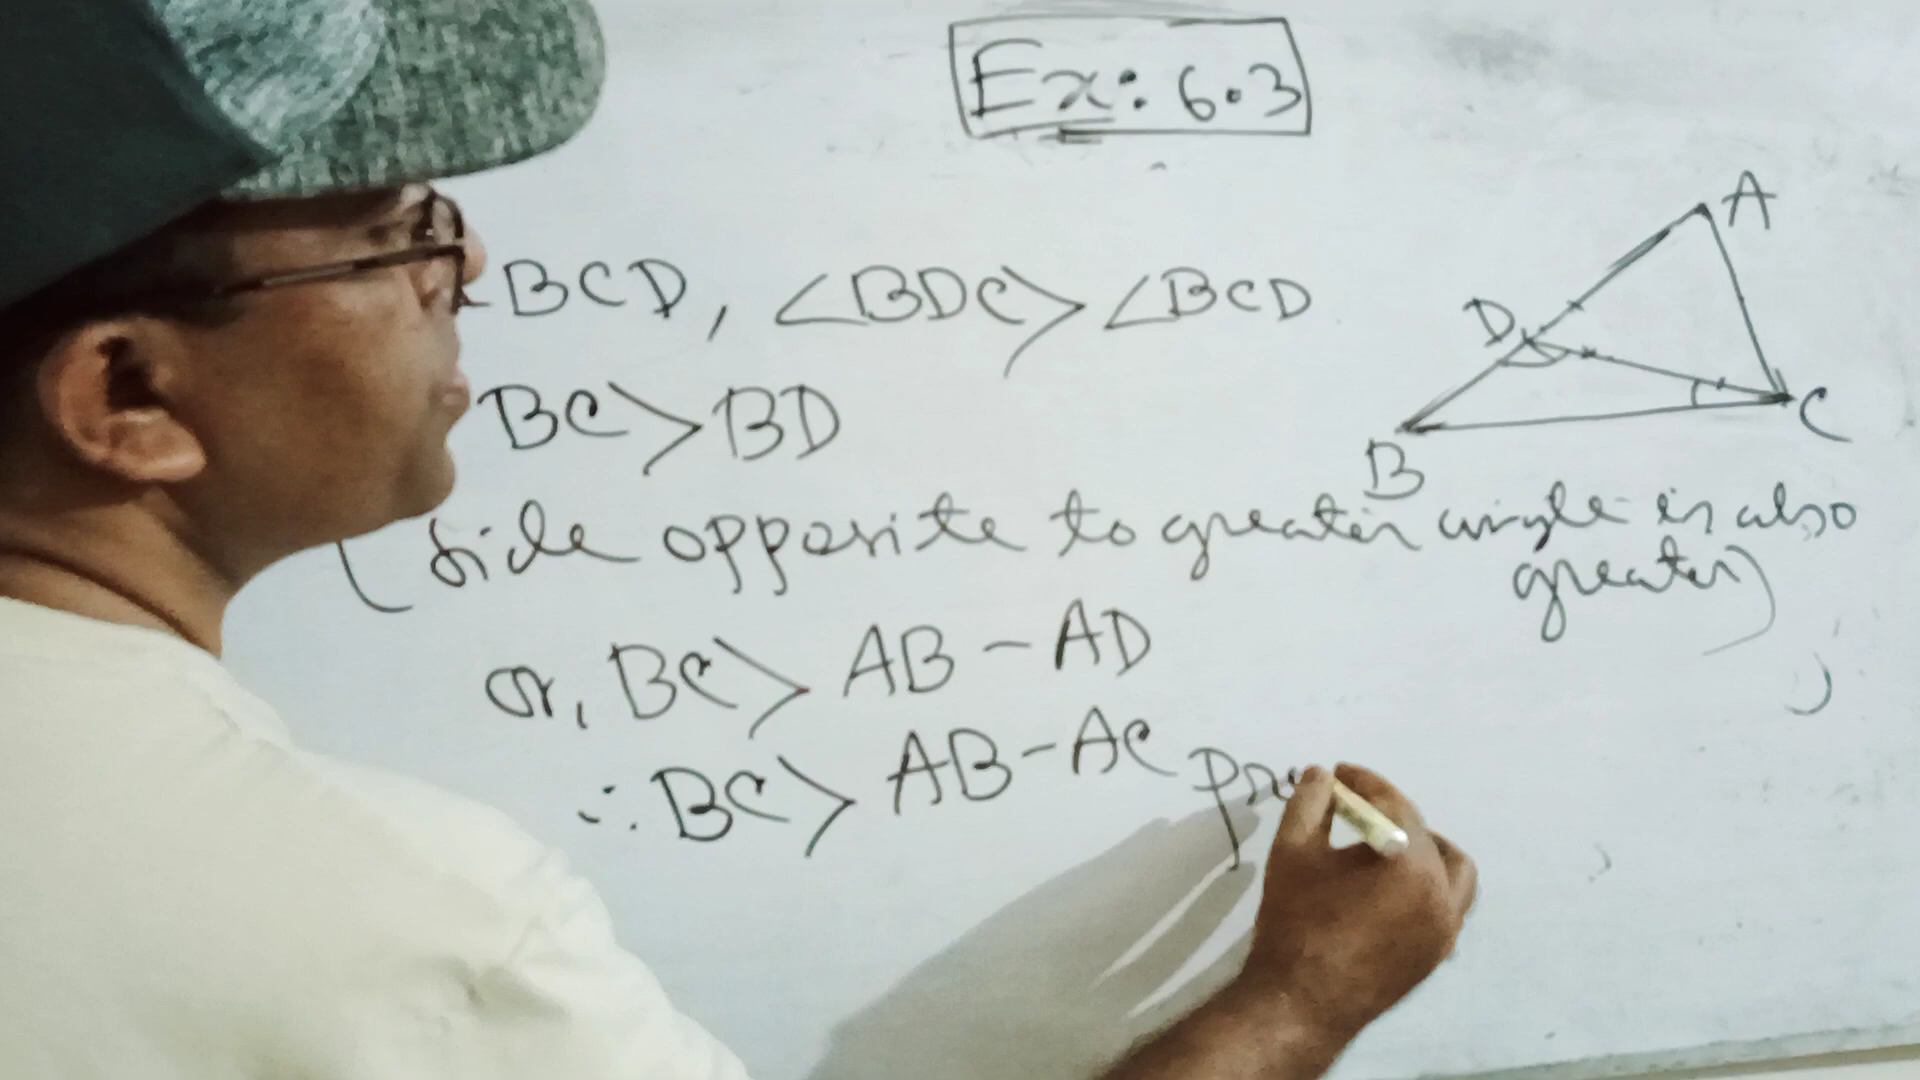 Ex: 6.3
BCD, ∠BDC > ∠BCD
BC > BD
(Side opposite to greater angle is also
greater)
or, BC > AB - AD
∴ BC > AB - AC
A
D
C
B